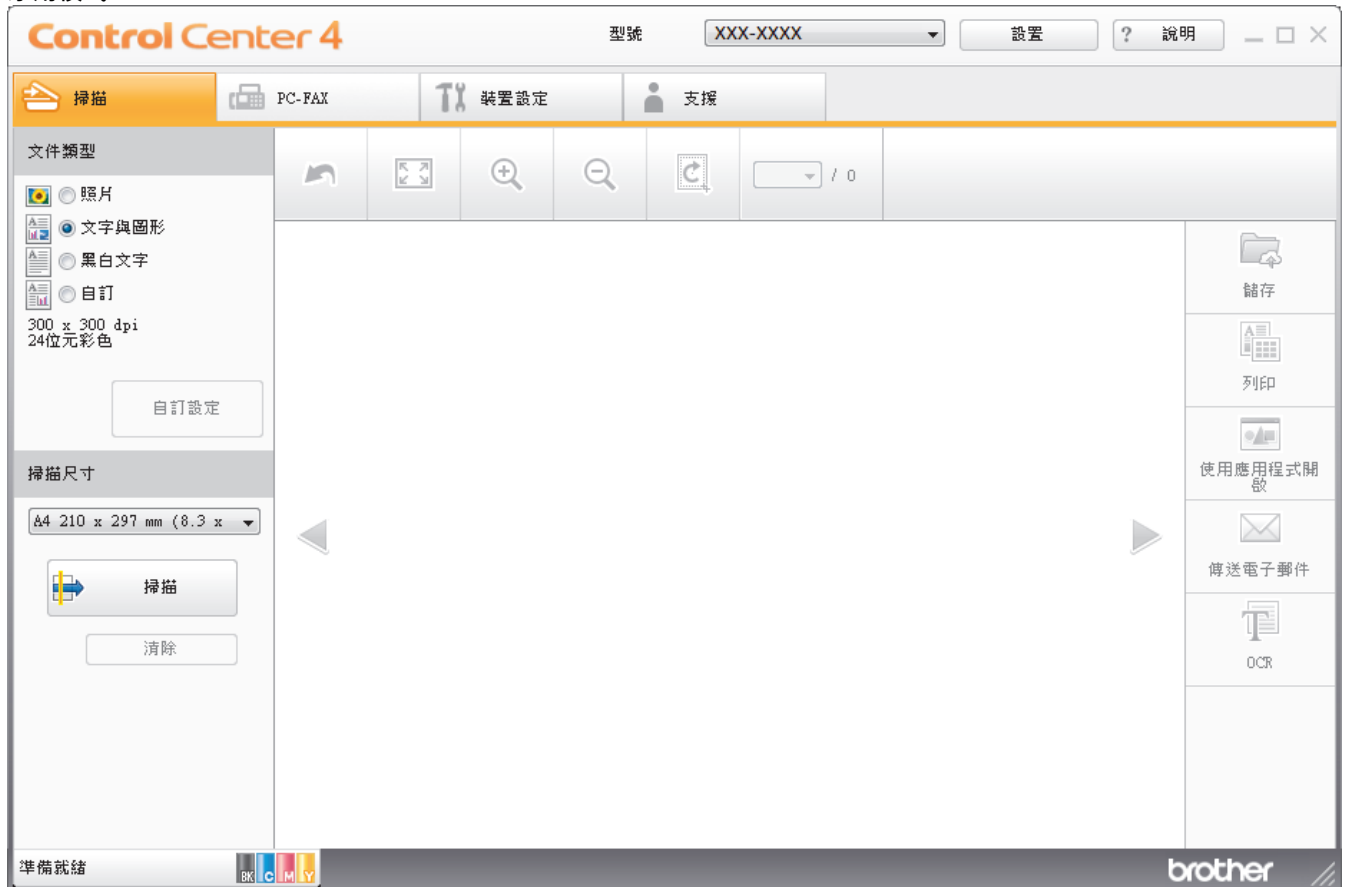 Control Center 4
型號
XXX-XXXX
設置
? 說明
掃描
PC-FAX
裝置設定
支援
文件類型
照片
文字與圖形
黑白文字
自訂
300 x 300 dpi
24位元彩色
自訂設定
掃描尺寸
A4 210 x 297 mm (8.3 x
掃描
清除
/ 0
儲存
列印
使用應用程式開
啟
傳送電子郵件
OCR
準備就緒
BK C M Y
brother